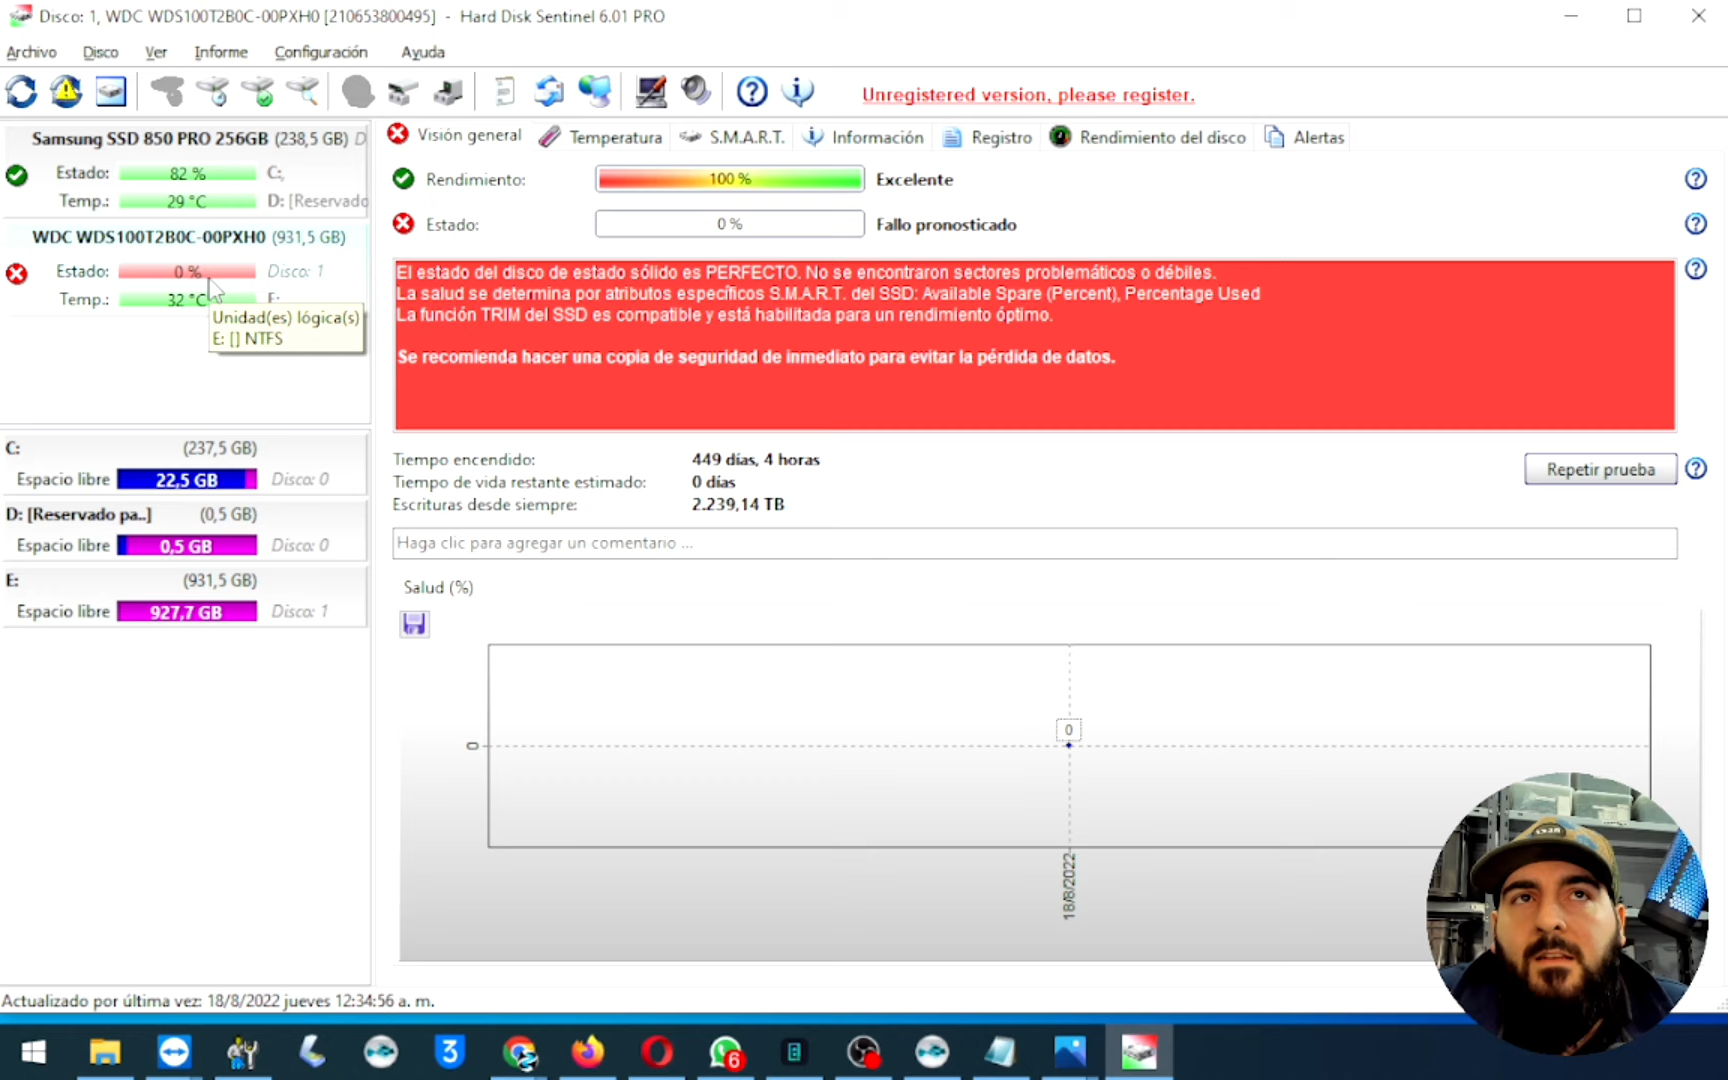 Disco: 1, WDC WDS100T2B0C-00PXH0 [210653800495] - Hard Disk Sentinel 6.01 PRO
Archivo Disco Ver Informe Configuración Ayuda
Unregistered version, please register.
Samsung SSD 850 PRO 256GB (238,5 GB) D
Estado: 82 % C:,
Temp.: 29 °C D: [Reservado
WDC WDS100T2B0C-00PXH0 (931,5 GB)
Estado: 0 % Disco: 1
Temp.: 32 °C E:
Unidad(es) lógica(s)
E: [] NTFS
C: (237,5 GB)
Espacio libre 22,5 GB Disco: 0
D: [Reservado pa..] (0,5 GB)
Espacio libre 0,5 GB Disco: 0
E: (931,5 GB)
Espacio libre 927,7 GB Disco: 1
Visión general Temperatura S.M.A.R.T. Información Registro Rendimiento del disco Alertas
Rendimiento: 100 % Excelente
Estado: 0 % Fallo pronosticado
El estado del disco de estado sólido es PERFECTO. No se encontraron sectores problemáticos o débiles.
La salud se determina por atributos específicos S.M.A.R.T. del SSD: Available Spare (Percent), Percentage Used
La función TRIM del SSD es compatible y está habilitada para un rendimiento óptimo.
Se recomienda hacer una copia de seguridad de inmediato para evitar la pérdida de datos.
Tiempo encendido: 449 días, 4 horas
Tiempo de vida restante estimado: 0 días
Escrituras desde siempre: 2.239,14 TB
Repetir prueba
Haga clic para agregar un comentario ...
Salud (%)
0
0
18/8/2022
Actualizado por última vez: 18/8/2022 jueves 12:34:56 a. m.
3
6